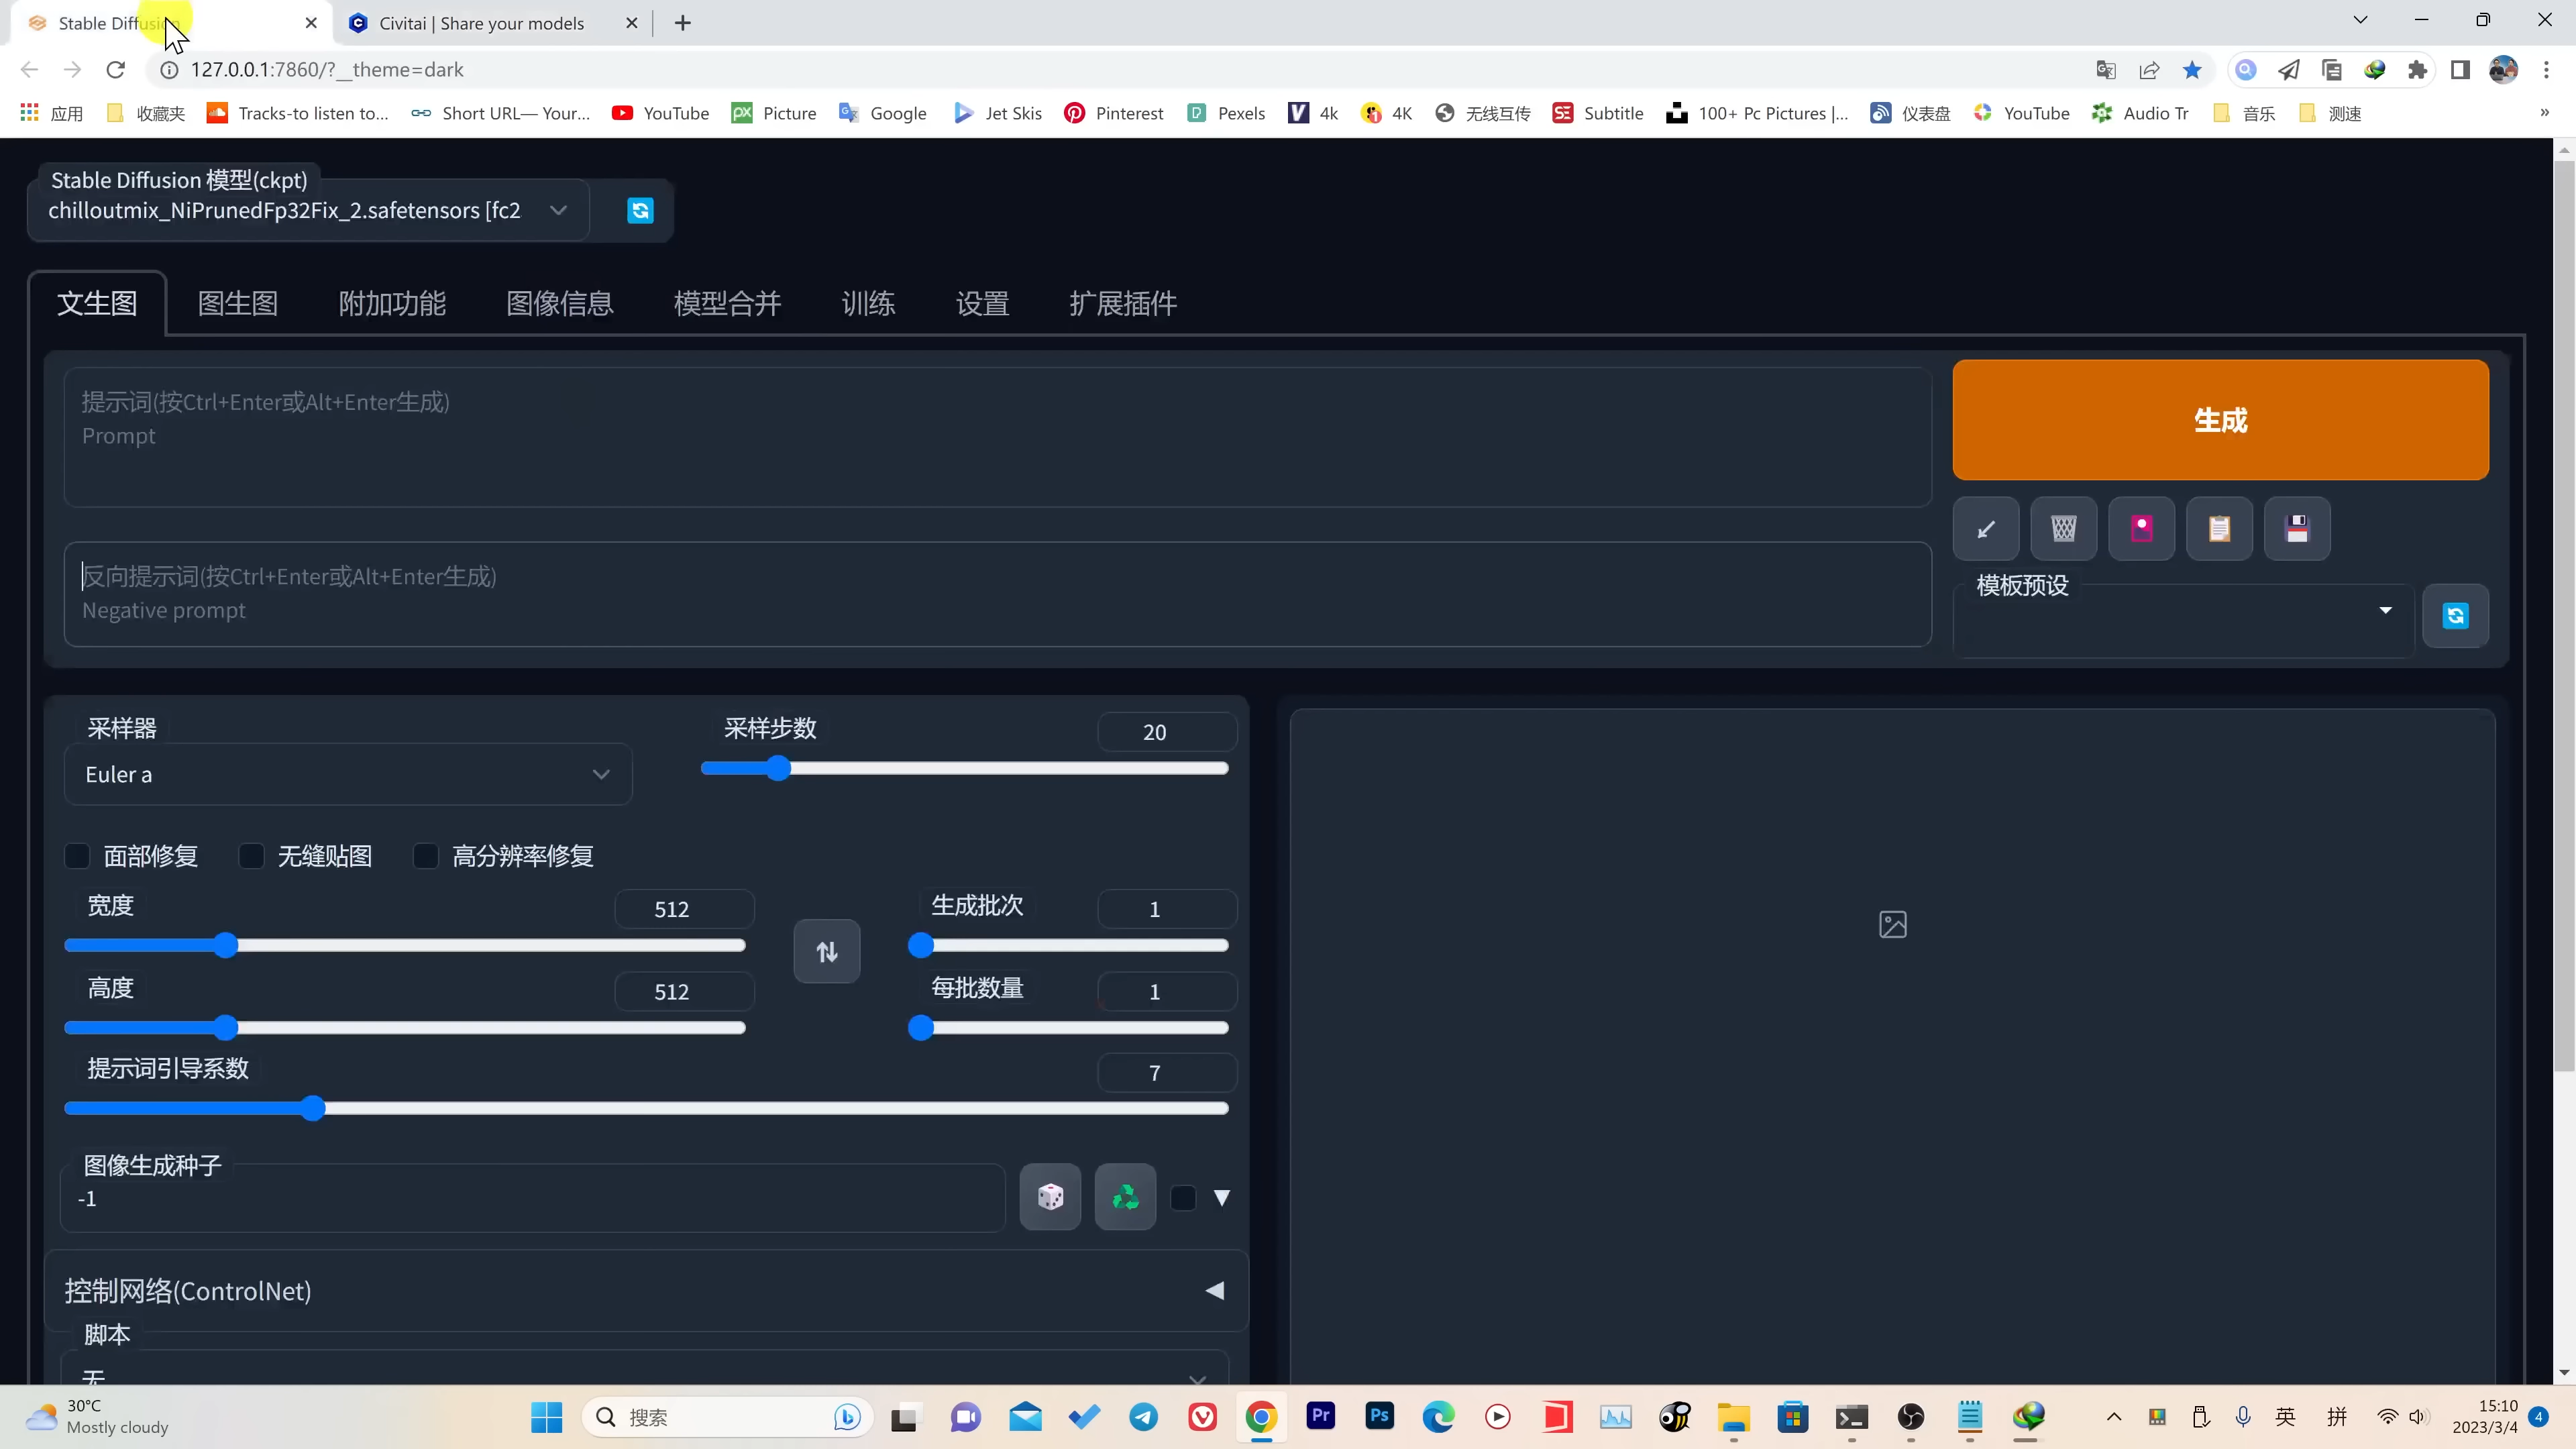 Stable Diffusion
Civitai | Share your models
127.0.0.1:7860/?__theme=dark
应用
收藏夹
Tracks-to listen to...
Short URL— Your...
YouTube
Picture
Google
Jet Skis
Pinterest
Pexels
4k
4K
无线互传
Subtitle
100+ Pc Pictures |...
仪表盘
YouTube
Audio Tr
音乐
测速
Stable Diffusion 模型(ckpt)
chilloutmix_NiPrunedFp32Fix_2.safetensors [fc2
文生图
图生图
附加功能
图像信息
模型合并
训练
设置
扩展插件
提示词(按Ctrl+Enter或Alt+Enter生成)
Prompt
生成
反向提示词(按Ctrl+Enter或Alt+Enter生成)
Negative prompt
模板预设
采样器
Euler a
采样步数
20
面部修复
无缝贴图
高分辨率修复
宽度
512
生成批次
1
高度
512
每批数量
1
提示词引导系数
7
图像生成种子
-1
控制网络(ControlNet)
脚本
无
30°C
Mostly cloudy
搜索
Pr
Ps
英
拼
15:10
2023/3/4
4